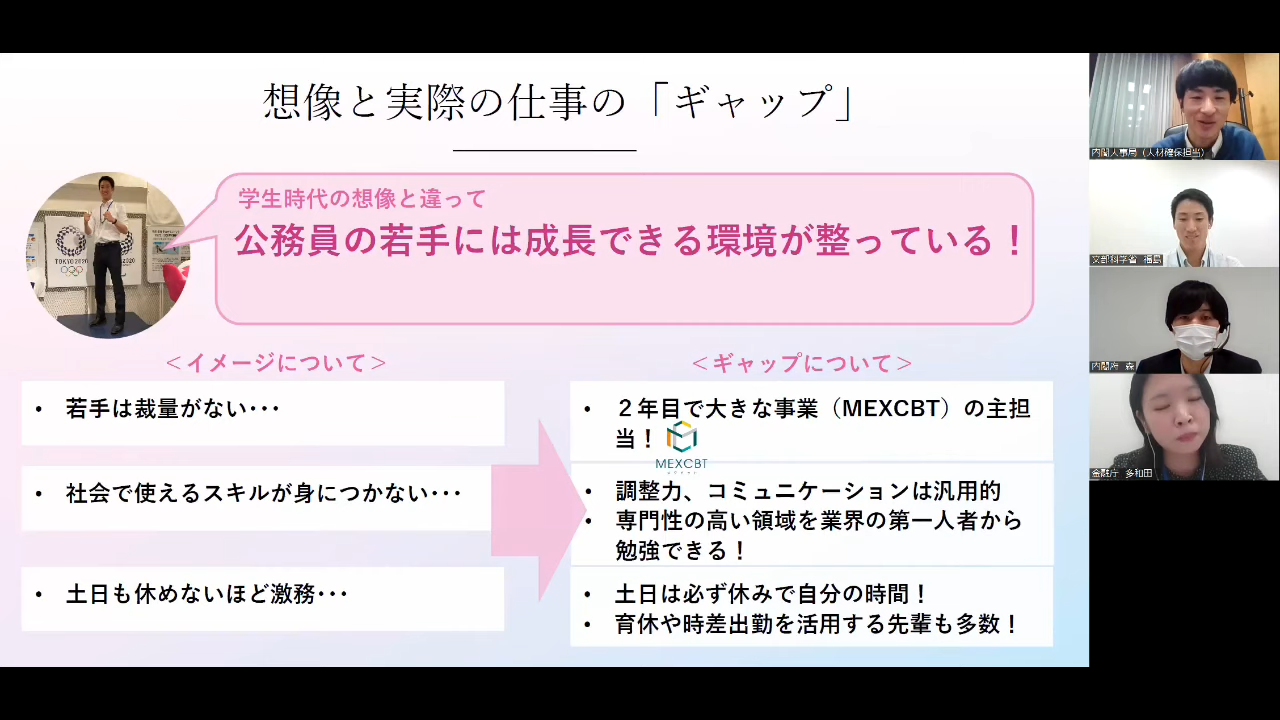 想像と実際の仕事の「ギャップ」
学生時代の想像と違って
公務員の若手には成長できる環境が整っている！
TOKYO 2020
＜イメージについて＞
・ 若手は裁量がない･･･
・ 社会で使えるスキルが身につかない･･･
・ 土日も休めないほど激務･･･
＜ギャップについて＞
・ ２年目で大きな事業（MEXCBT）の主担
当！
MEXCBT
・ 調整力、コミュニケーションは汎用的
・ 専門性の高い領域を業界の第一人者から
勉強できる！
・ 土日は必ず休みで自分の時間！
・ 育休や時差出勤を活用する先輩も多数！
内閣人事局（人材確保担当）
文部科学省 福島
内閣府 森
金融庁 多和田